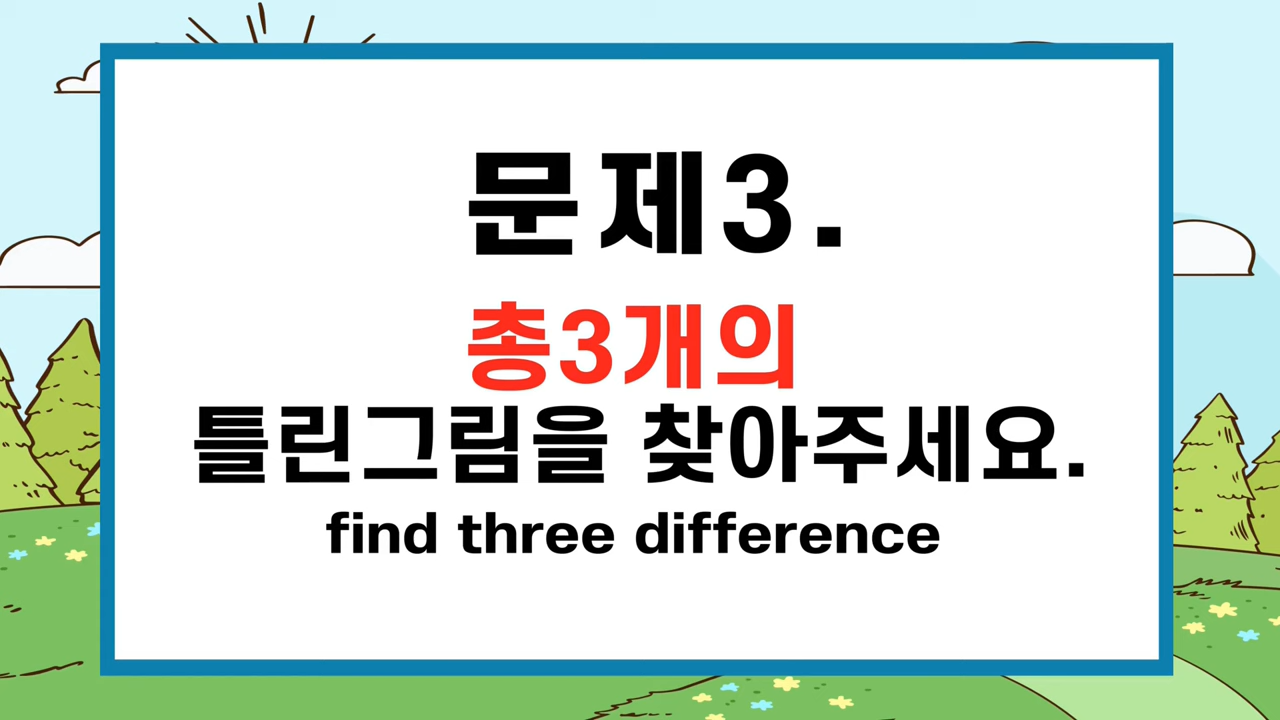 문제3.
총3개의
틀린그림을 찾아주세요.
find three difference